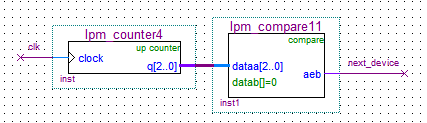 lpm_counter4
lpm_compare11
clk
up counter
compare
next_device
clock
q[2..0]
dataa[2..0]
datab[]=0
aeb
inst
inst1